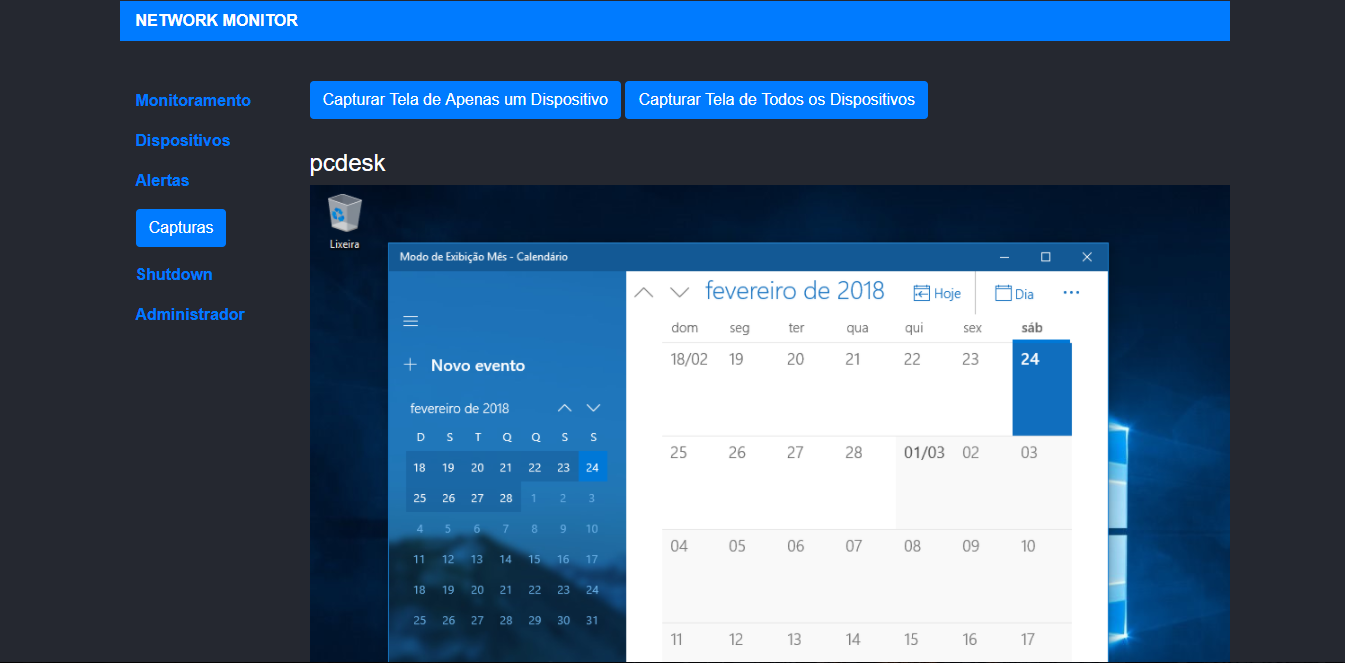 NETWORK MONITOR
Monitoramento
Dispositivos
Alertas
Capturas
Shutdown
Administrador
Capturar Tela de Apenas um Dispositivo Capturar Tela de Todos os Dispositivos
pcdesk
Lixeira
Modo de Exibição Mês - Calendário
Novo evento
fevereiro de 2018
D S T Q Q S S
18 19 20 21 22 23 24
25 26 27 28 1 2 3
4 5 6 7 8 9 10
11 12 13 14 15 16 17
18 19 20 21 22 23 24
25 26 27 28 29 30 31
fevereiro de 2018 Hoje Dia
dom seg ter qua qui sex sáb
18/02 19 20 21 22 23 24
25 26 27 28 01/03 02 03
04 05 06 07 08 09 10
11 12 13 14 15 16 17